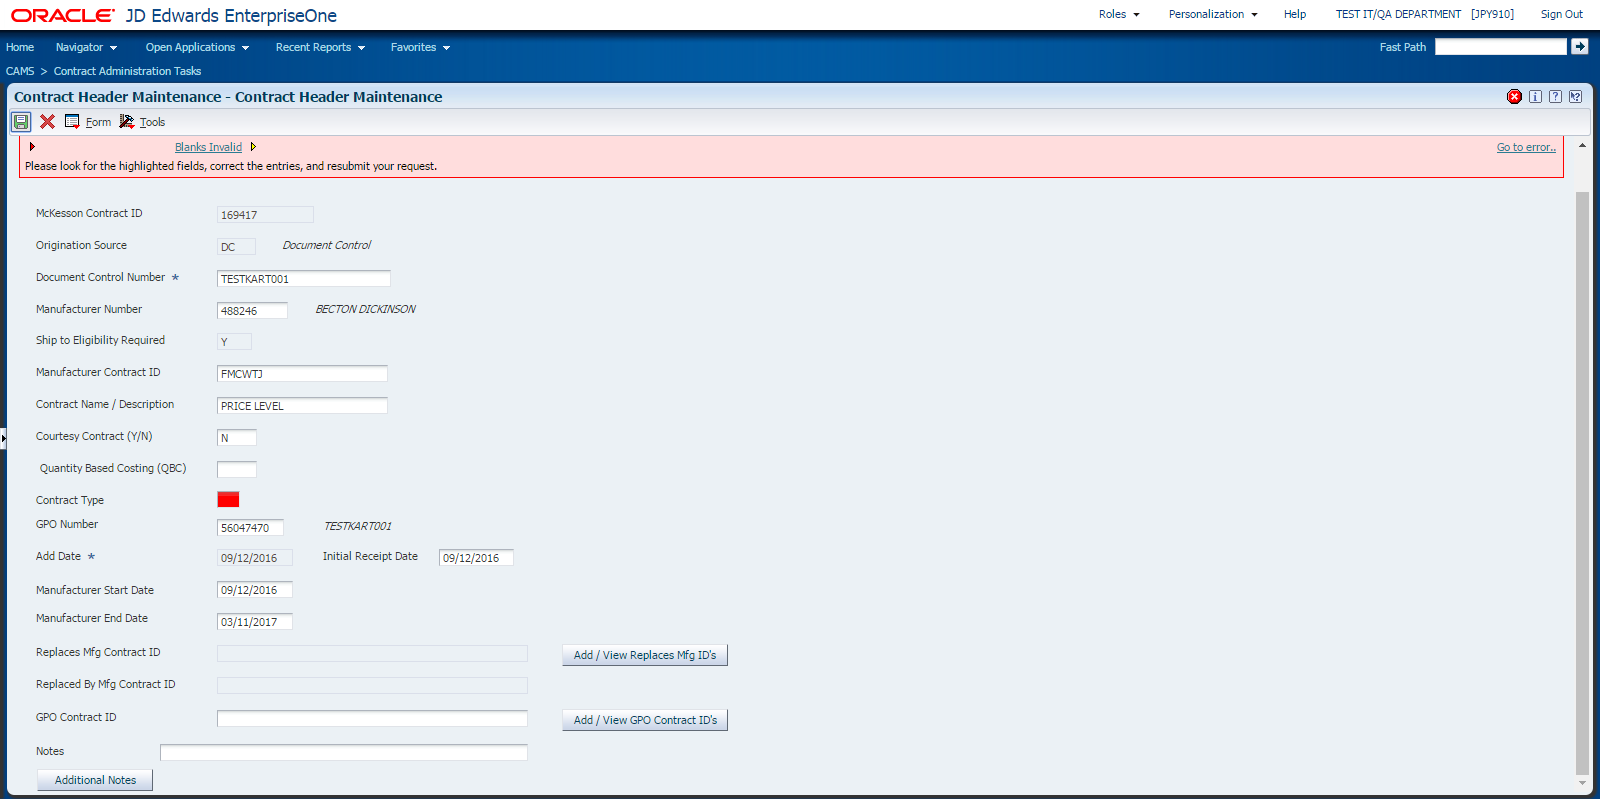 ORACLE JD Edwards EnterpriseOne Roles Personalization Help TEST IT/QA DEPARTMENT [JPY910] Sign Out
Home Navigator Open Applications Recent Reports Favorites Fast Path
CAMS > Contract Administration Tasks
Contract Header Maintenance - Contract Header Maintenance
Form Tools
Blanks Invalid Go to error..
Please look for the highlighted fields, correct the entries, and resubmit your request.
McKesson Contract ID 169417
Origination Source DC Document Control
Document Control Number * TESTKART001
Manufacturer Number 488246 BECTON DICKINSON
Ship to Eligibility Required Y
Manufacturer Contract ID FMCWTJ
Contract Name / Description PRICE LEVEL
Courtesy Contract (Y/N) N
Quantity Based Costing (QBC)
Contract Type
GPO Number 56047470 TESTKART001
Add Date * 09/12/2016 Initial Receipt Date 09/12/2016
Manufacturer Start Date 09/12/2016
Manufacturer End Date 03/11/2017
Replaces Mfg Contract ID Add / View Replaces Mfg ID's
Replaced By Mfg Contract ID
GPO Contract ID Add / View GPO Contract ID's
Notes
Additional Notes